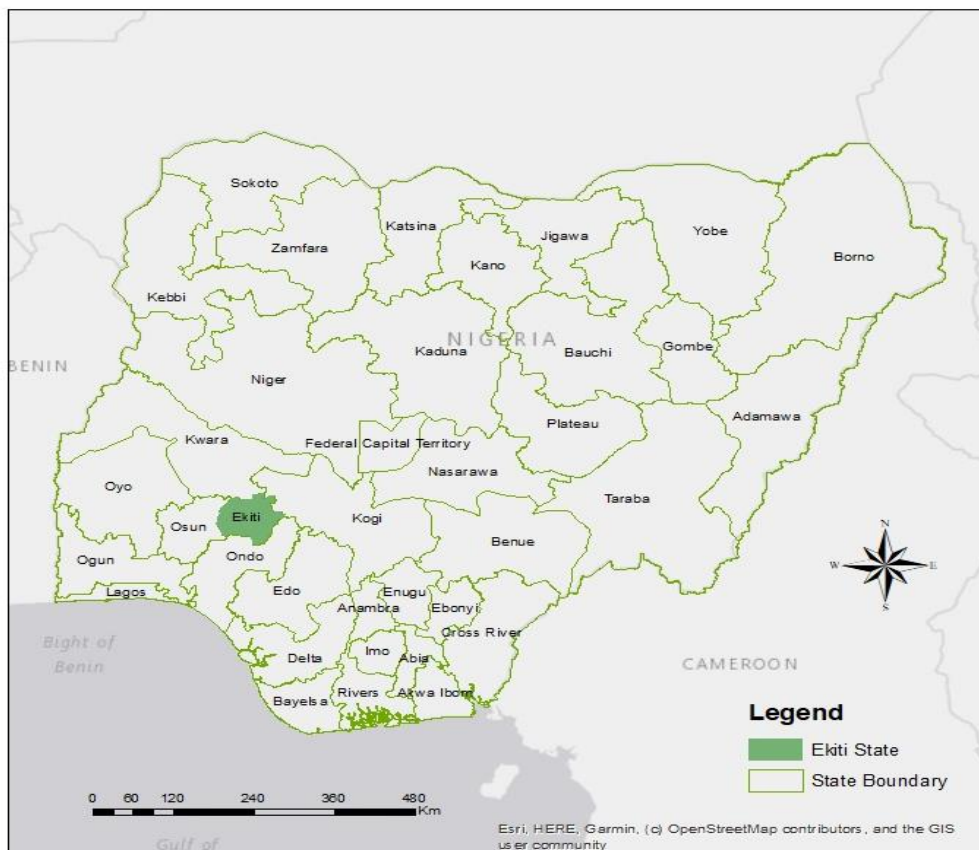 Sokoto
Katsina
Jigawa
Yobe
Zamfara
Kano
Borno
Kebbi
NIGERIA
Kaduna
Bauchi
Gombe
BENIN
Niger
Adamawa
Plateau
Kwara
Federal Capital Territory
Nasarawa
Oyo
Taraba
Ekiti
Kogi
Osun
Benue
Ondo
Ogun
Lagos
Edo
Enugu
Anambra
Ebonyi
Cross River
Bight of
Benin
Delta
Imo
Abia
CAMEROON
Bayelsa
Rivers
Akwa Ibom
N
W
E
S
Legend
Ekiti State
State Boundary
0 60 120 240 360 480
Km
Esri, HERE, Garmin, (c) OpenStreetMap contributors, and the GIS
user community
Gulf of